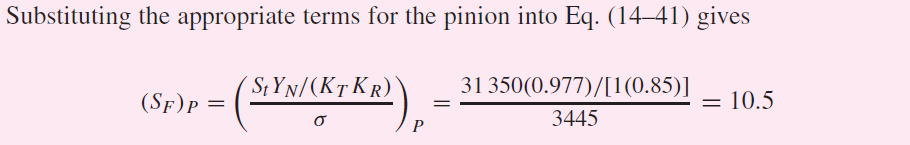 Substituting the appropriate terms for the pinion into Eq. (14–41) gives
(S_F)_P = (S_t Y_N/(K_T K_R) / σ)_P = 31 350(0.977)/[1(0.85)] / 3445 = 10.5